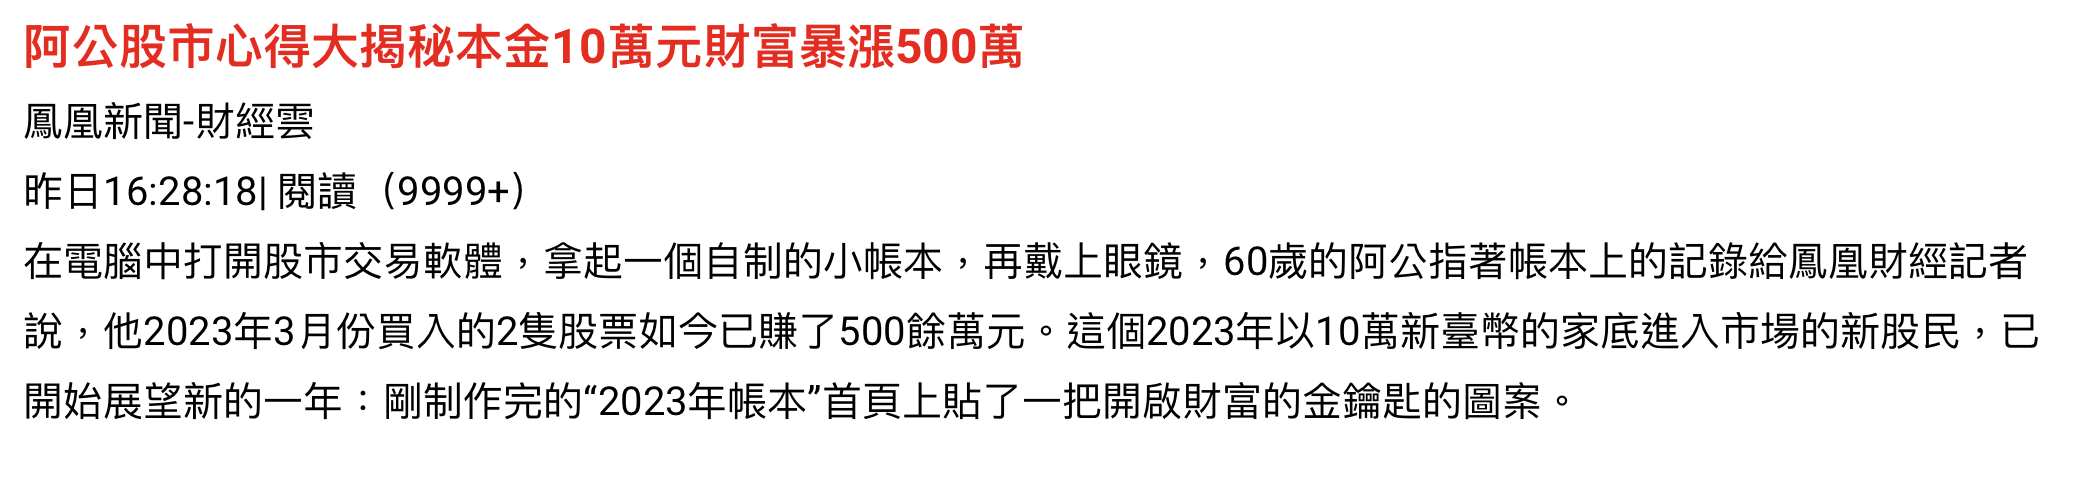 阿公股市心得大揭秘本金10萬元財富暴漲500萬
鳳凰新聞-財經雲
昨日16:28:18| 閱讀（9999+）
在電腦中打開股市交易軟體，拿起一個自制的小帳本，再戴上眼鏡，60歲的阿公指著帳本上的記錄給鳳凰財經記者
說，他2023年3月份買入的2隻股票如今已賺了500餘萬元。這個2023年以10萬新臺幣的家底進入市場的新股民，已
開始展望新的一年：剛制作完的“2023年帳本”首頁上貼了一把開啟財富的金鑰匙的圖案。